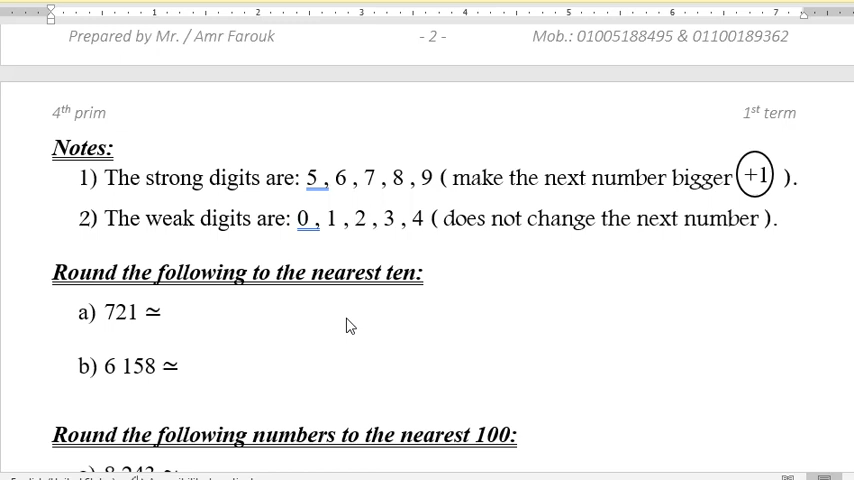 Prepared by Mr. / Amr Farouk - 2 - Mob.: 01005188495 & 01100189362
4th prim 1st term
Notes:
1) The strong digits are: 5 , 6 , 7 , 8 , 9 ( make the next number bigger +1 ).
2) The weak digits are: 0 , 1 , 2 , 3 , 4 ( does not change the next number ).
Round the following to the nearest ten:
a) 721 ≃
b) 6 158 ≃
Round the following numbers to the nearest 100: